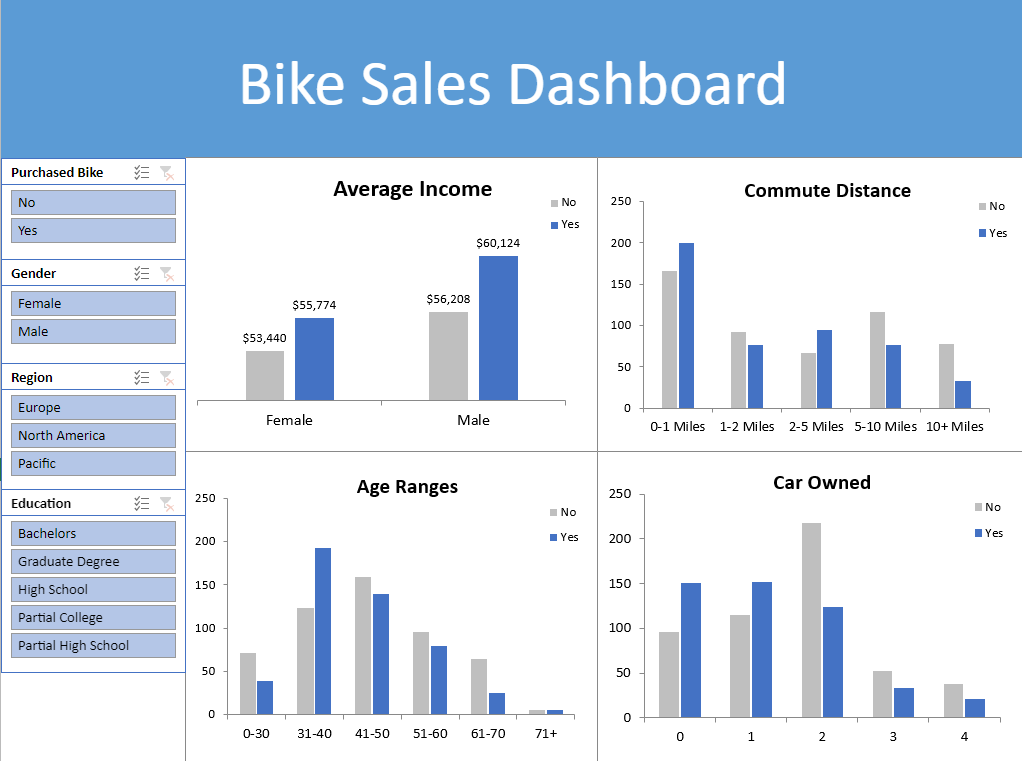 Bike Sales Dashboard
Purchased Bike
No
Yes
Gender
Female
Male
Region
Europe
North America
Pacific
Education
Bachelors
Graduate Degree
High School
Partial College
Partial High School
Average Income
No
Yes
$60,124
$55,774
$56,208
$53,440
Female Male
Commute Distance
No
Yes
250
200
150
100
50
0
0-1 Miles 1-2 Miles 2-5 Miles 5-10 Miles 10+ Miles
Age Ranges
No
Yes
250
200
150
100
50
0
0-30 31-40 41-50 51-60 61-70 71+
Car Owned
No
Yes
250
200
150
100
50
0
0 1 2 3 4